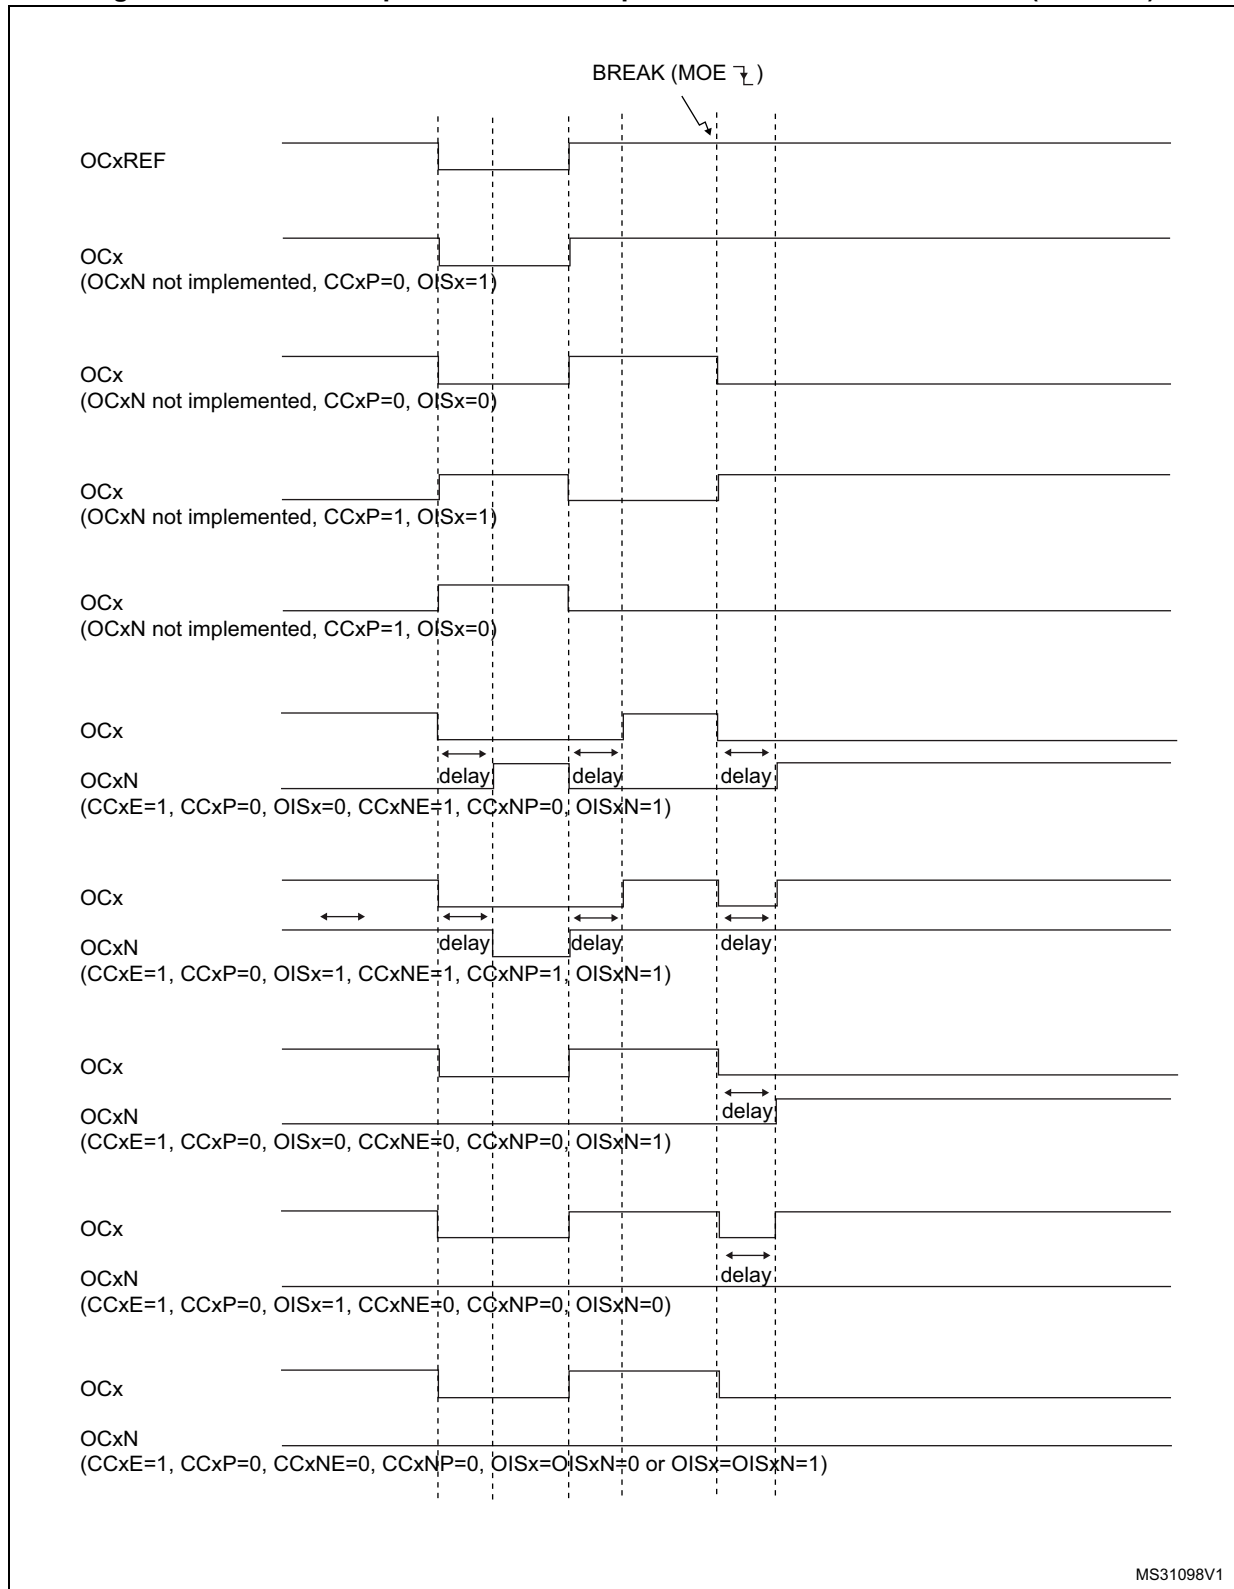 BREAK (MOE )
OCxREF
OCx
(OCxN not implemented, CCxP=0, OISx=1)
OCx
(OCxN not implemented, CCxP=0, OISx=0)
OCx
(OCxN not implemented, CCxP=1, OISx=1)
OCx
(OCxN not implemented, CCxP=1, OISx=0)
OCx
delay delay delay
OCxN
(CCxE=1, CCxP=0, OISx=0, CCxNE=1, CCxNP=0, OISxN=1)
OCx
delay delay delay
OCxN
(CCxE=1, CCxP=0, OISx=1, CCxNE=1, CCxNP=1, OISxN=1)
OCx
delay
OCxN
(CCxE=1, CCxP=0, OISx=0, CCxNE=0, CCxNP=0, OISxN=1)
OCx
delay
OCxN
(CCxE=1, CCxP=0, OISx=1, CCxNE=0, CCxNP=0, OISxN=0)
OCx
OCxN
(CCxE=1, CCxP=0, CCxNE=0, CCxNP=0, OISx=OISxN=0 or OISx=OISxN=1)
MS31098V1